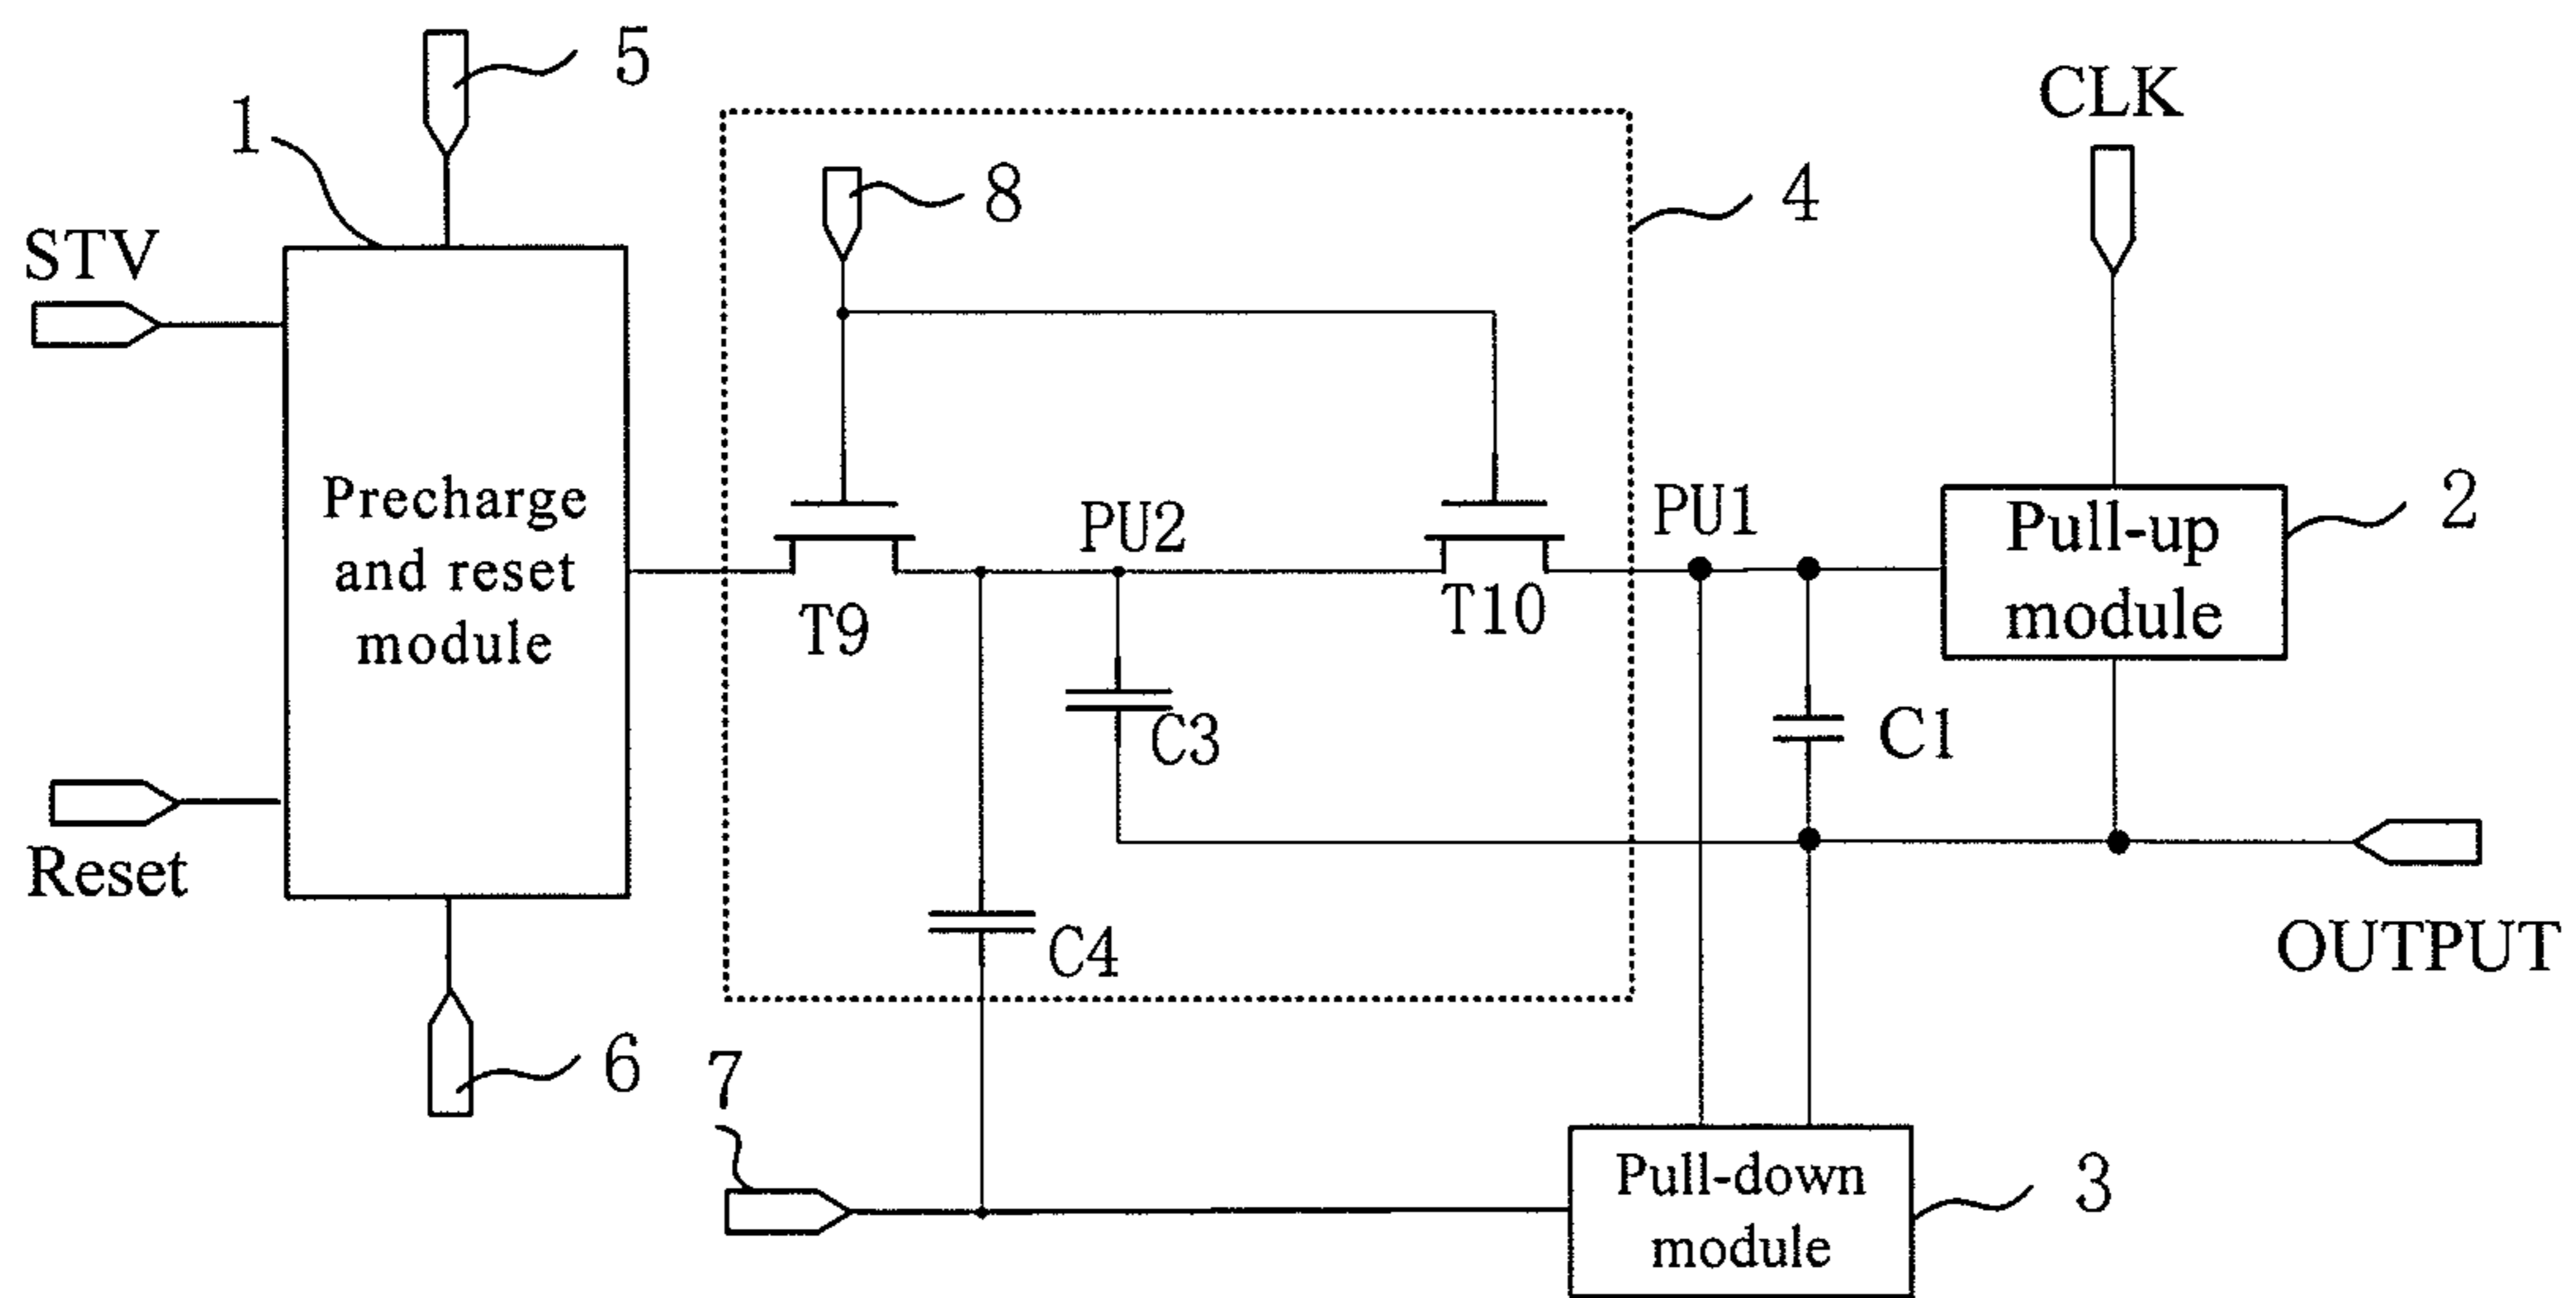 5
1
CLK
8
4
STV
Precharge
and reset
module
PU2
PU1
Pull-up
module
2
T9
T10
C3
C1
Reset
C4
OUTPUT
6
7
Pull-down
module
3